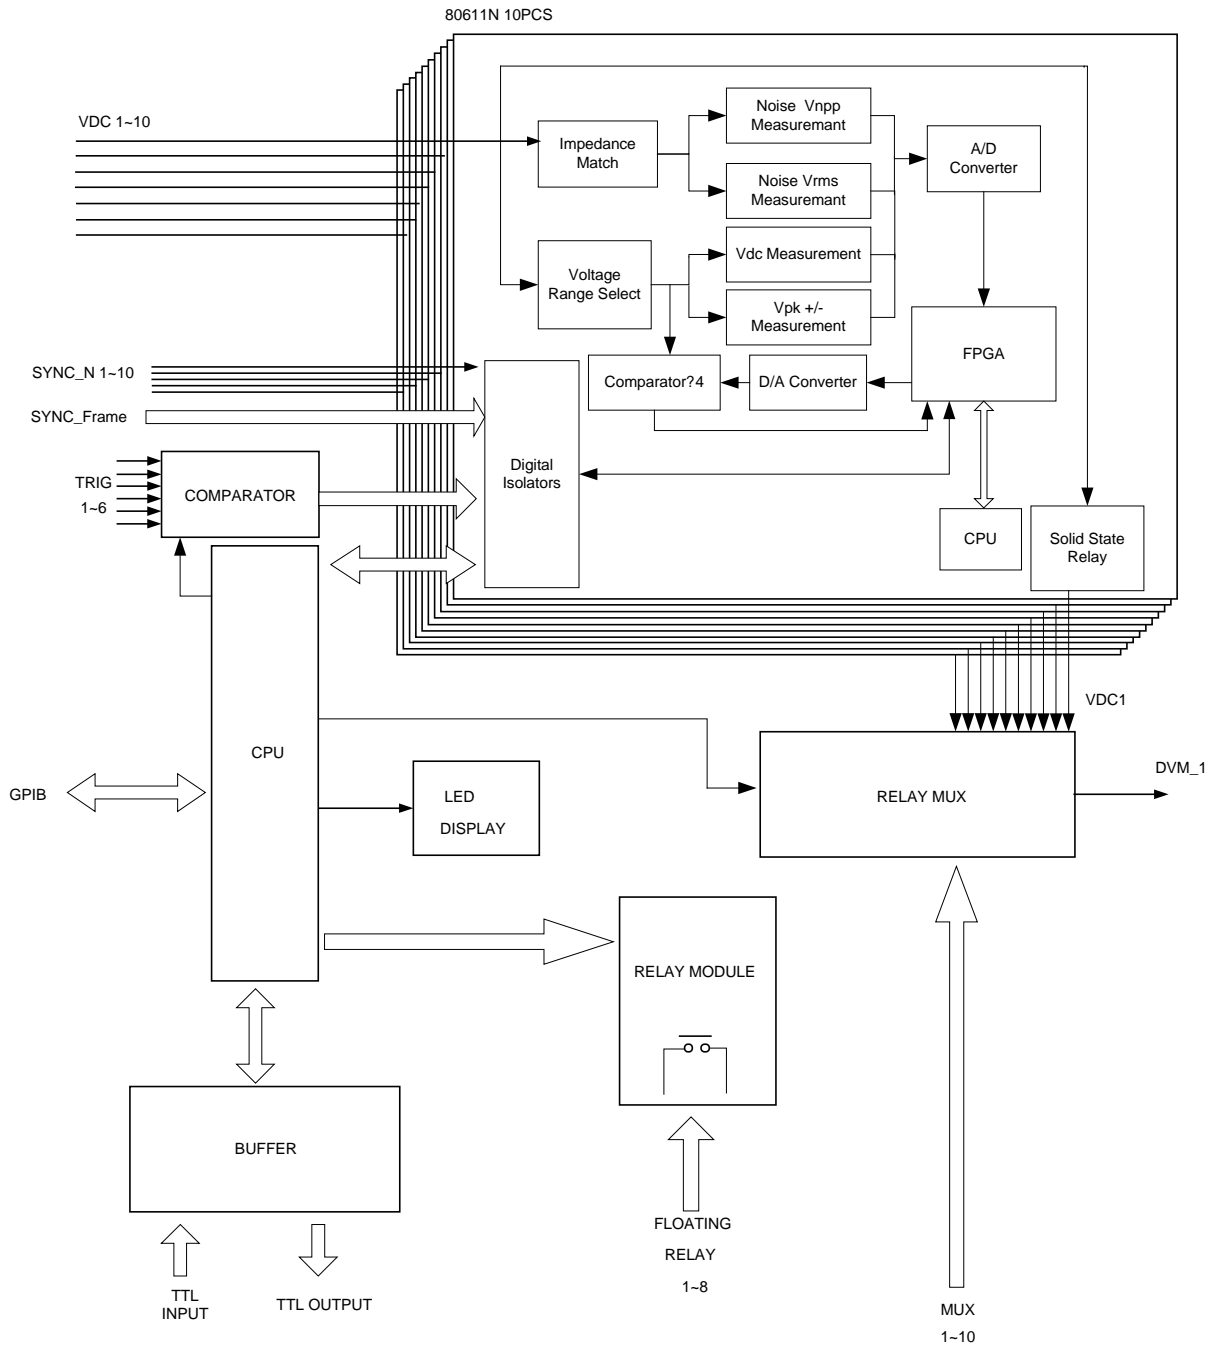 80611N 10PCS
VDC 1~10
Impedance
Match
Noise Vnpp
Measuremant
Noise Vrms
Measuremant
A/D
Converter
Voltage
Range Select
Vdc Measurement
Vpk +/-
Measurement
FPGA
SYNC_N 1~10
Comparator?4
D/A Converter
SYNC_Frame
Digital
Isolators
TRIG
1~6
COMPARATOR
CPU
Solid State
Relay
VDC1
CPU
GPIB
LED
DISPLAY
RELAY MUX
DVM_1
RELAY MODULE
BUFFER
FLOATING
RELAY
1~8
TTL
INPUT
TTL OUTPUT
MUX
1~10